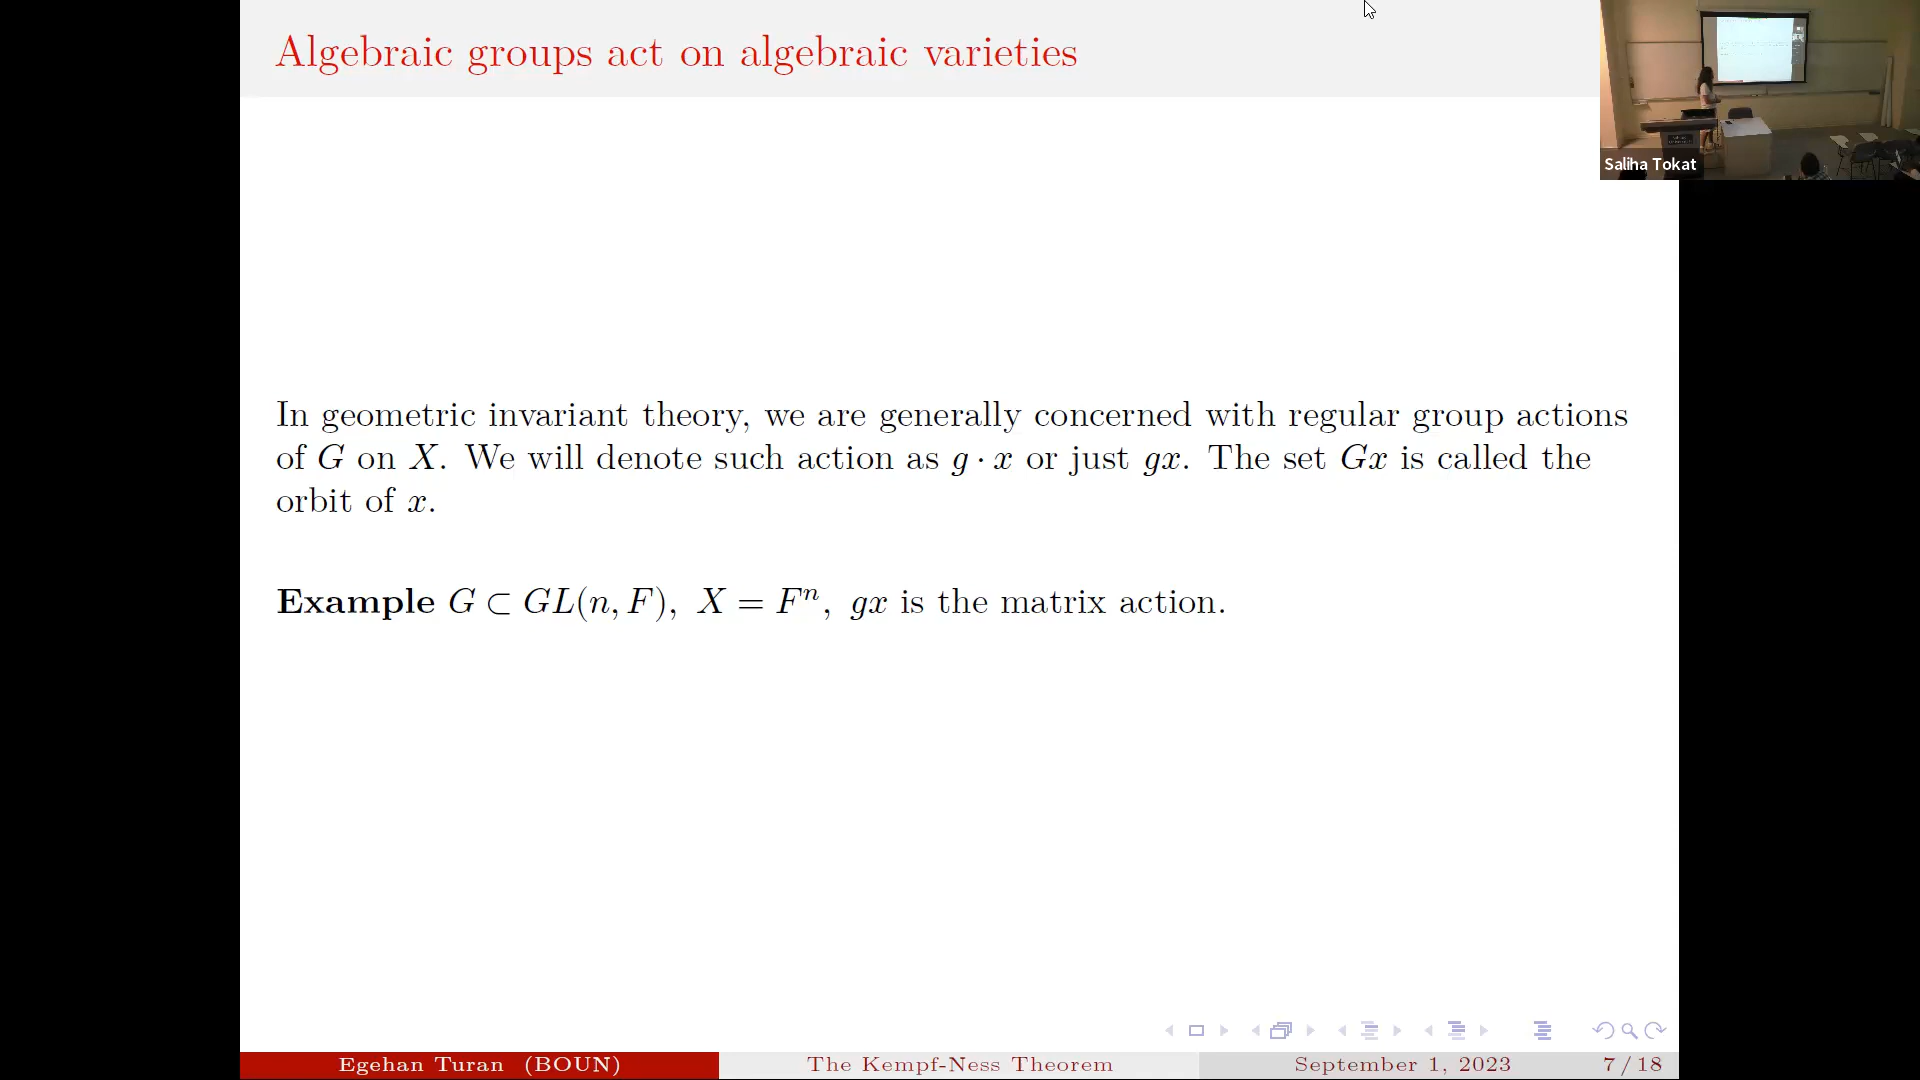 Algebraic groups act on algebraic varieties
Saliha Tokat
In geometric invariant theory, we are generally concerned with regular group actions
of G on X. We will denote such action as g · x or just gx. The set Gx is called the
orbit of x.
Example G ⊂ GL(n, F), X = Fⁿ, gx is the matrix action.
Egehan Turan (BOUN) The Kempf-Ness Theorem September 1, 2023 7 / 18